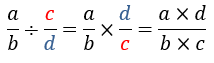 a/b ÷ c/d = a/b × d/c = a × d/b × c